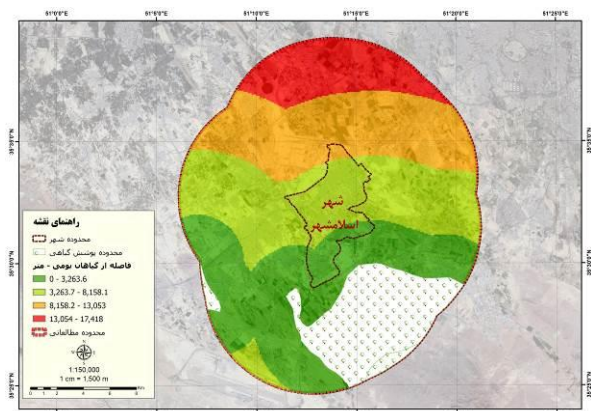 51°0'0"E 51°5'0"E 51°10'0"E 51°15'0"E 51°20'0"E 51°25'0"E
شهر
اسلامشهر
راهنمای نقشه
محدوده شهر
محدوده پوشش گیاهی
فاصله از گیاهان بومی - متر
0 - 3,263.6
3,263.7 - 8,158.1
8,158.2 - 13,053
13,054 - 17,418
محدوده مطالعاتی
1:150,000
1 cm = 1,500 m